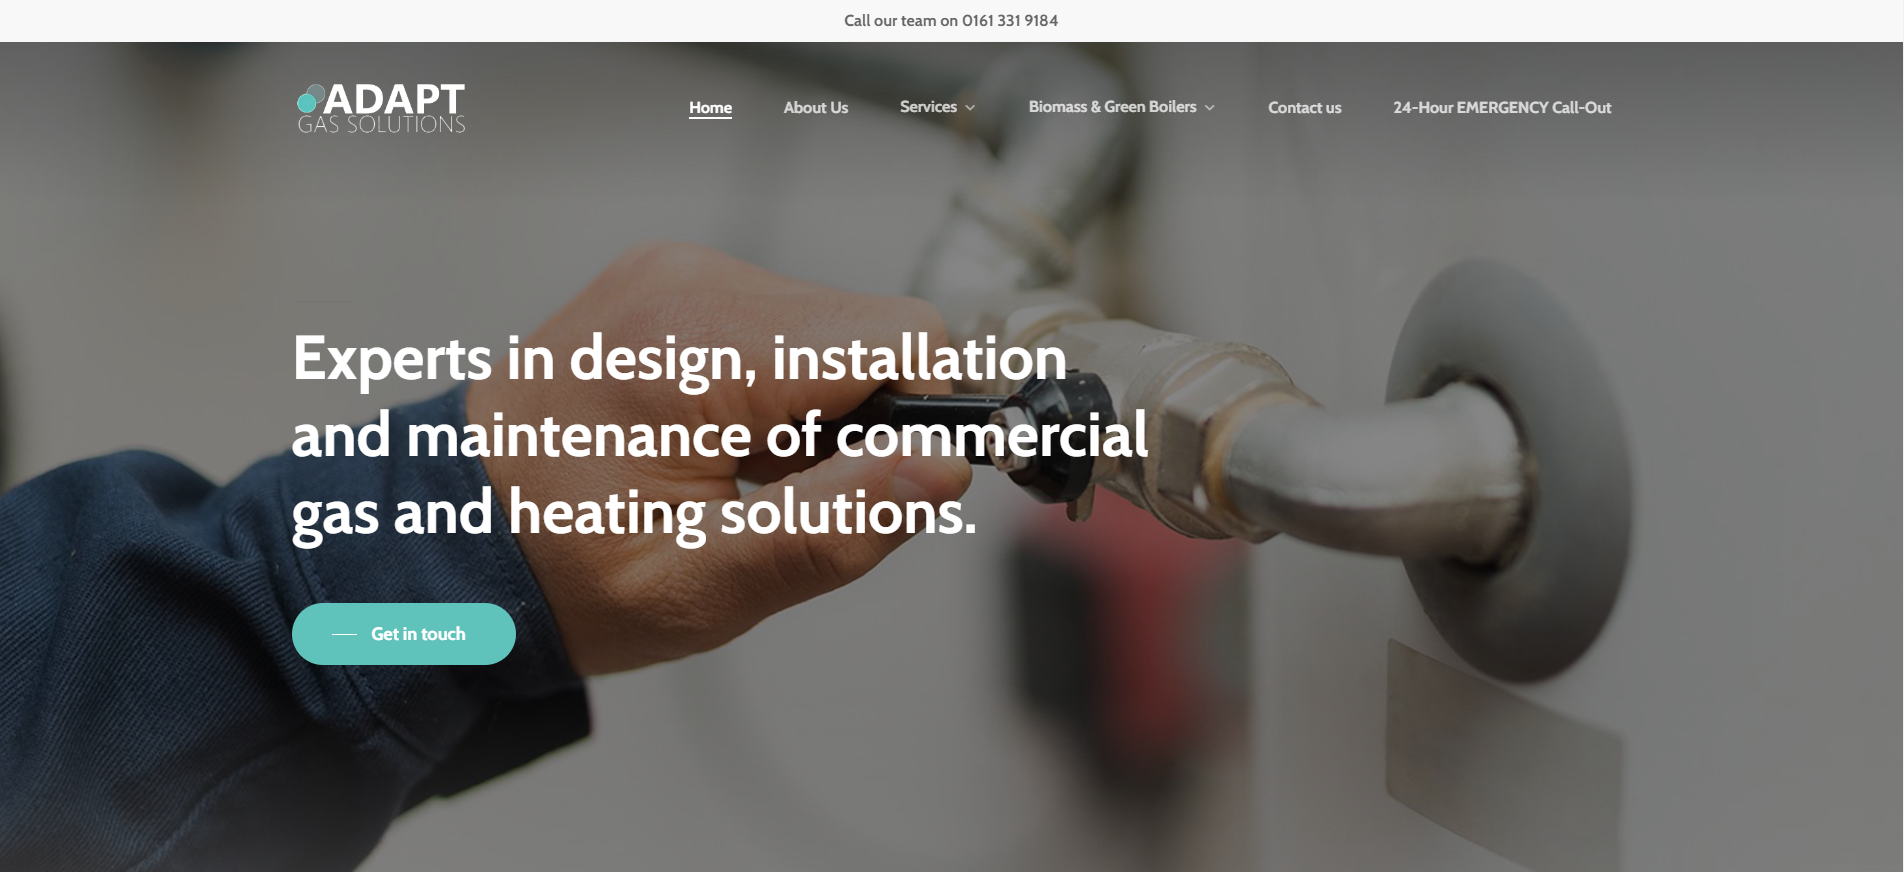 Call our team on 0161 331 9184
ADAPT
GAS SOLUTIONS
Home
About Us
Services
Biomass & Green Boilers
Contact us
24-Hour EMERGENCY Call-Out
Experts in design, installation
and maintenance of commercial
gas and heating solutions.
Get in touch